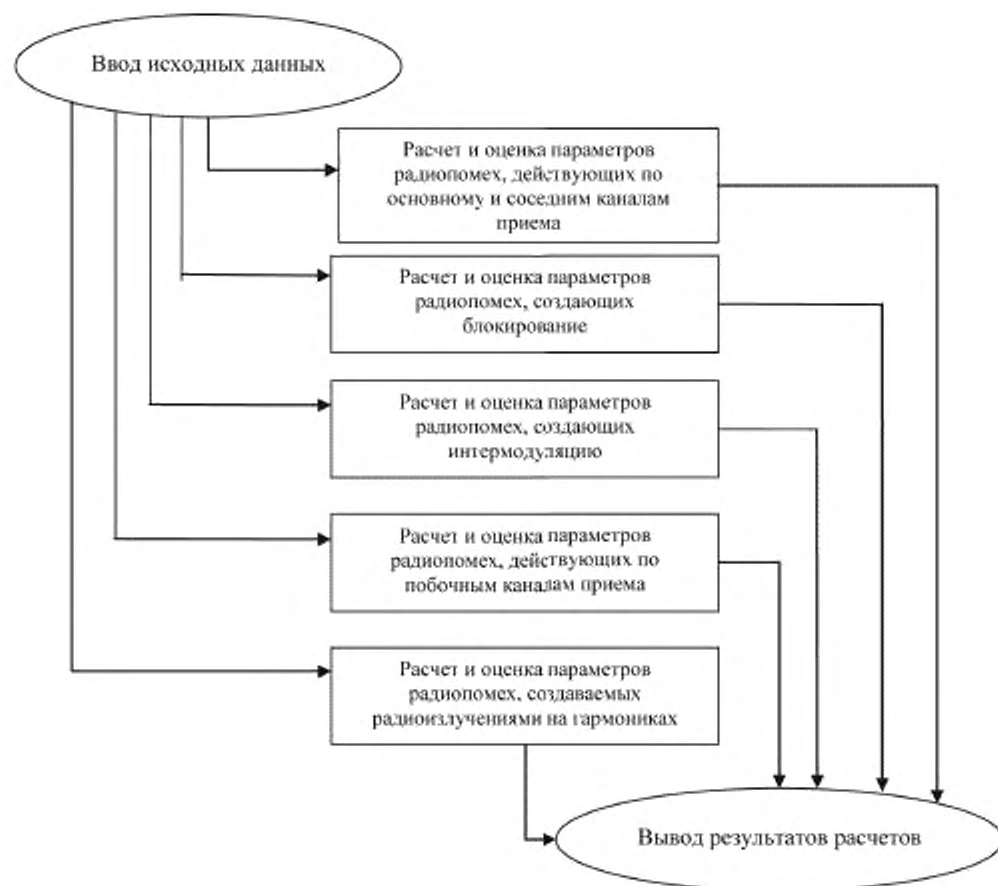 Ввод исходных данных
Расчет и оценка параметров
радиопомех, действующих по
основному и соседним каналам
приема
Расчет и оценка параметров
радиопомех, создающих
блокирование
Расчет и оценка параметров
радиопомех, создающих
интермодуляцию
Расчет и оценка параметров
радиопомех, действующих по
побочным каналам приема
Расчет и оценка параметров
радиопомех, создаваемых
радиоизлучениями на гармониках
Вывод результатов расчетов